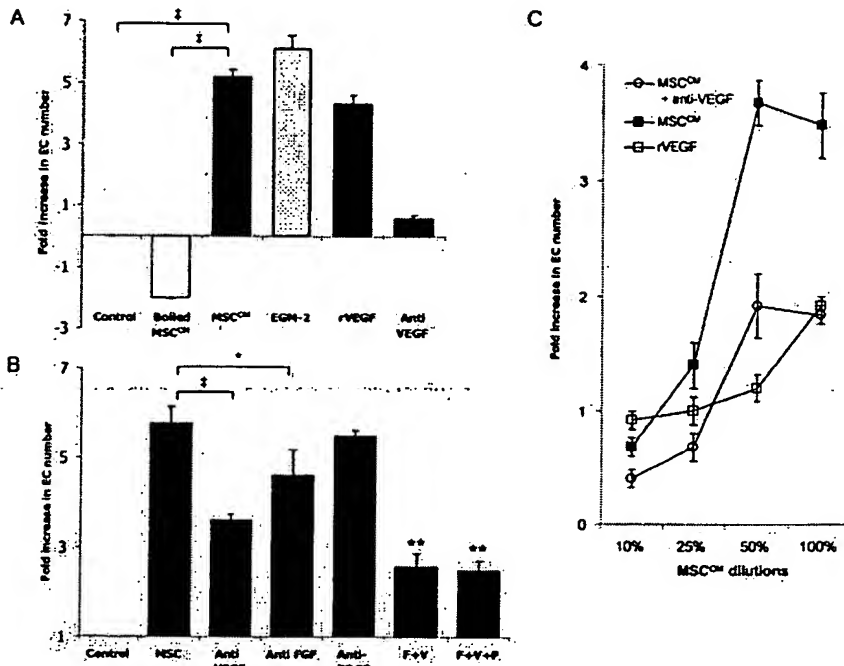 A
Fold Increase in EC number
7
5
3
1
-1
-3
‡
‡
Control
Boiled MSC^CM
MSC^CM
EGM-2
rVEGF
Anti VEGF
B
Fold increase in EC number
7
5
3
1
*
‡
**
**
Control
MSC
Anti
Anti FGF
Anti-
F+V
F+V+P
C
Fold increase in EC number
4
3
2
1
0
MSC^CM
+ anti-VEGF
MSC^CM
rVEGF
10%
25%
50%
100%
MSC^CM dilutions